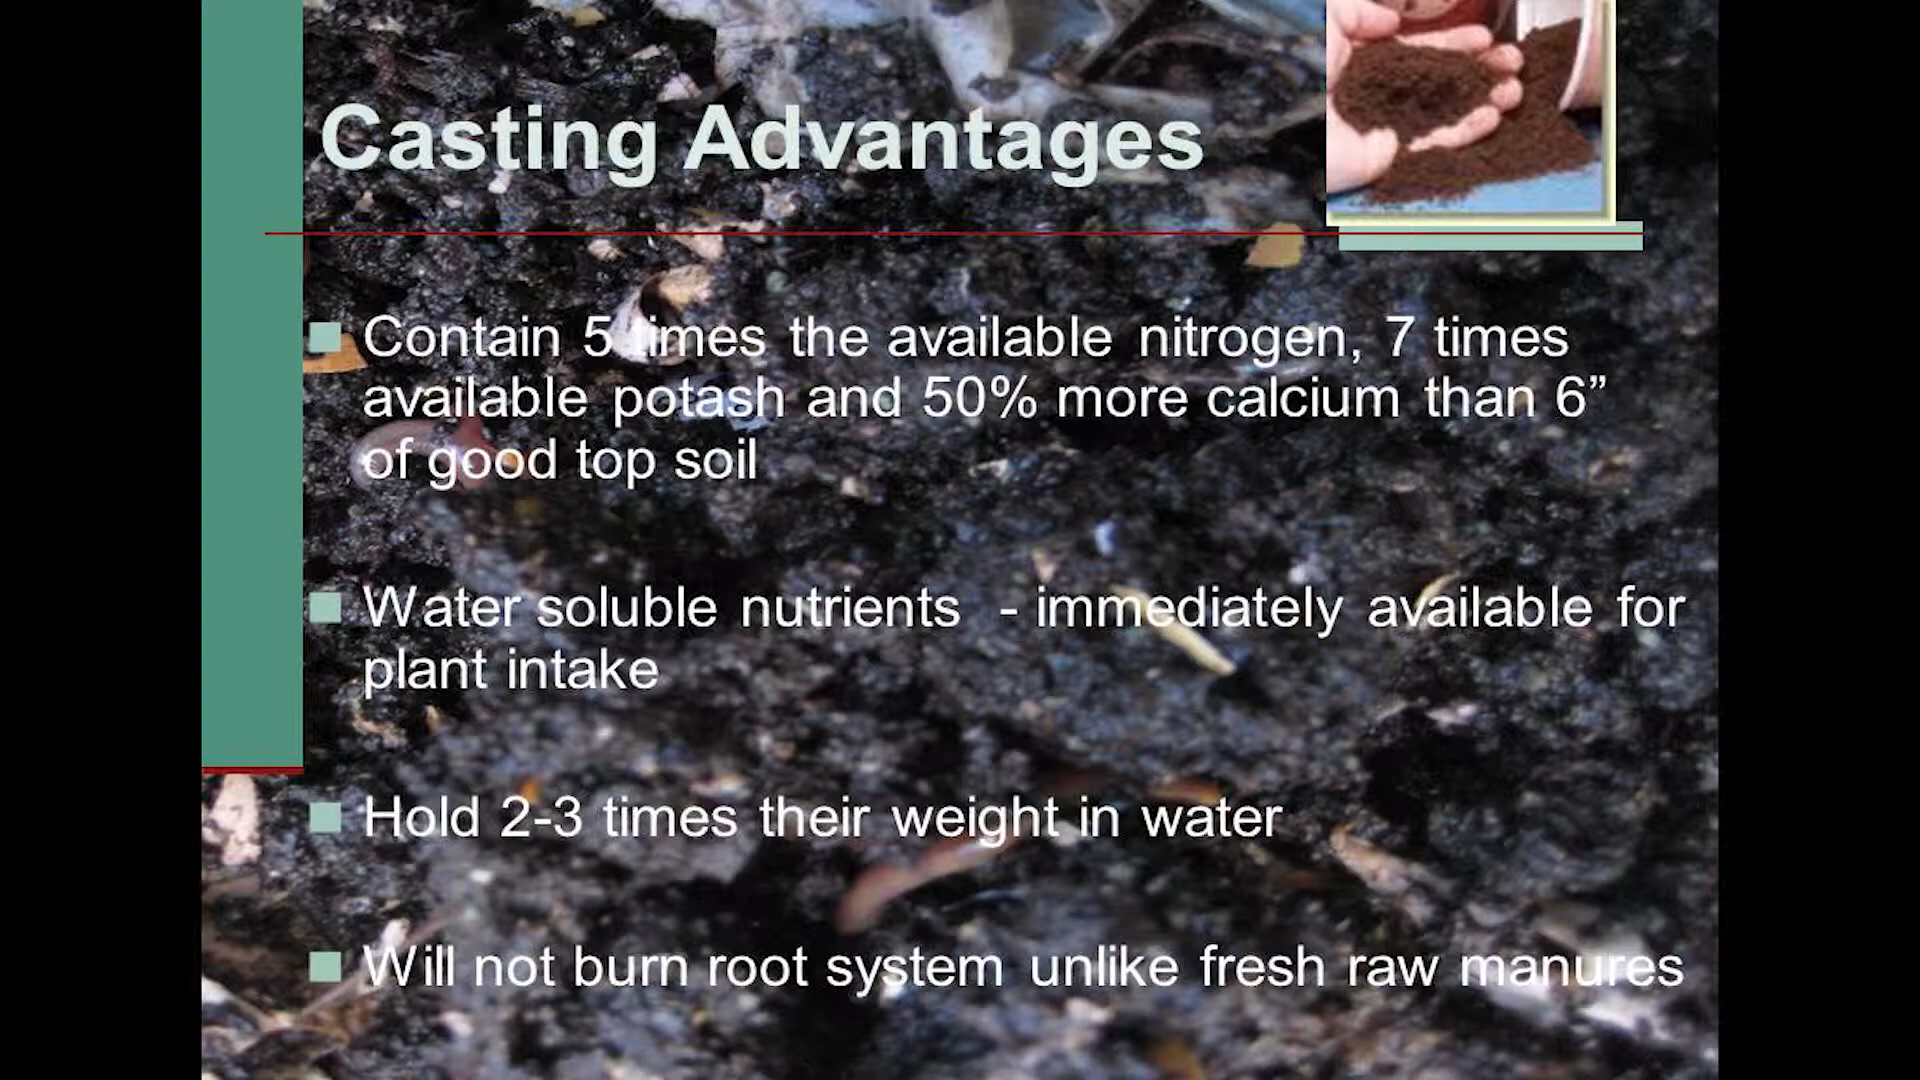 Casting Advantages
Contain 5 times the available nitrogen, 7 times
available potash and 50% more calcium than 6”
of good top soil
Water soluble nutrients - immediately available for
plant intake
Hold 2-3 times their weight in water
Will not burn root system unlike fresh raw manures